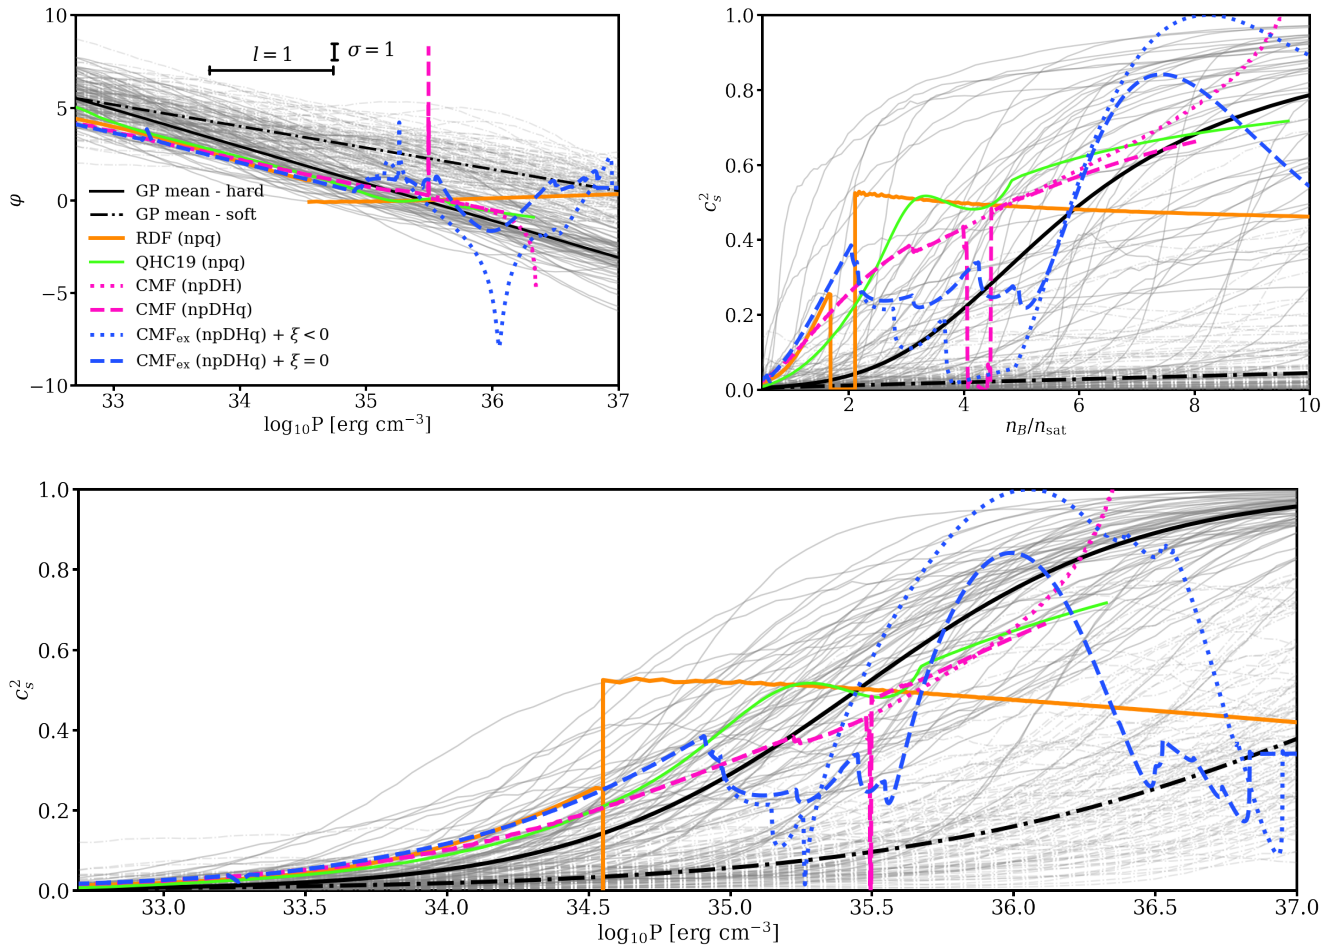 10
5
0
−5
−10
φ
l = 1
σ = 1
GP mean - hard
GP mean - soft
RDF (npq)
QHC19 (npq)
CMF (npDH)
CMF (npDHq)
CMFex (npDHq) + ξ < 0
CMFex (npDHq) + ξ = 0
33 34 35 36 37
log10P [erg cm−3]
1.0
0.8
0.6
0.4
0.2
0.0
c_s^2
2 4 6 8 10
nB/nsat
1.0
0.8
0.6
0.4
0.2
0.0
c_s^2
33.0 33.5 34.0 34.5 35.0 35.5 36.0 36.5 37.0
log10P [erg cm−3]